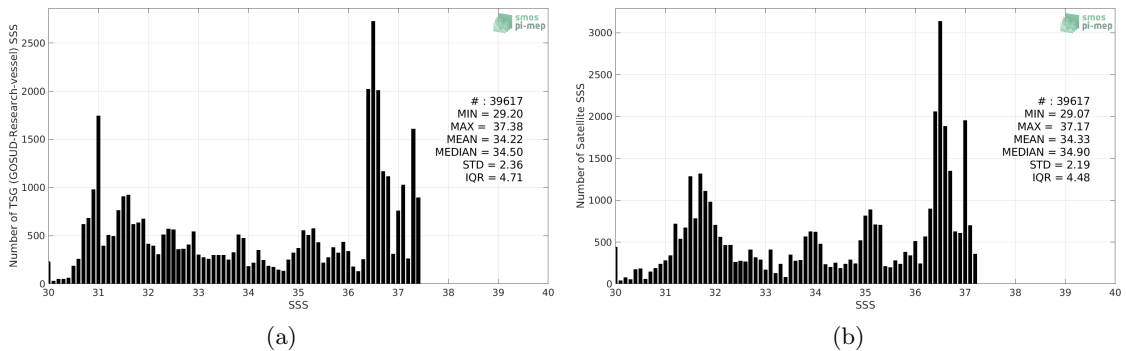 smos
pi-mep
Number of TSG (GOSUD-Research-vessel) SSS
2500
2000
1500
1000
500
0
# : 39617
MIN = 29.20
MAX = 37.38
MEAN = 34.22
MEDIAN = 34.50
STD = 2.36
IQR = 4.71
30 31 32 33 34 35 36 37 38 39 40
SSS
(a)
smos
pi-mep
Number of Satellite SSS
3000
2500
2000
1500
1000
500
0
# : 39617
MIN = 29.07
MAX = 37.17
MEAN = 34.33
MEDIAN = 34.90
STD = 2.19
IQR = 4.48
30 31 32 33 34 35 36 37 38 39 40
SSS
(b)